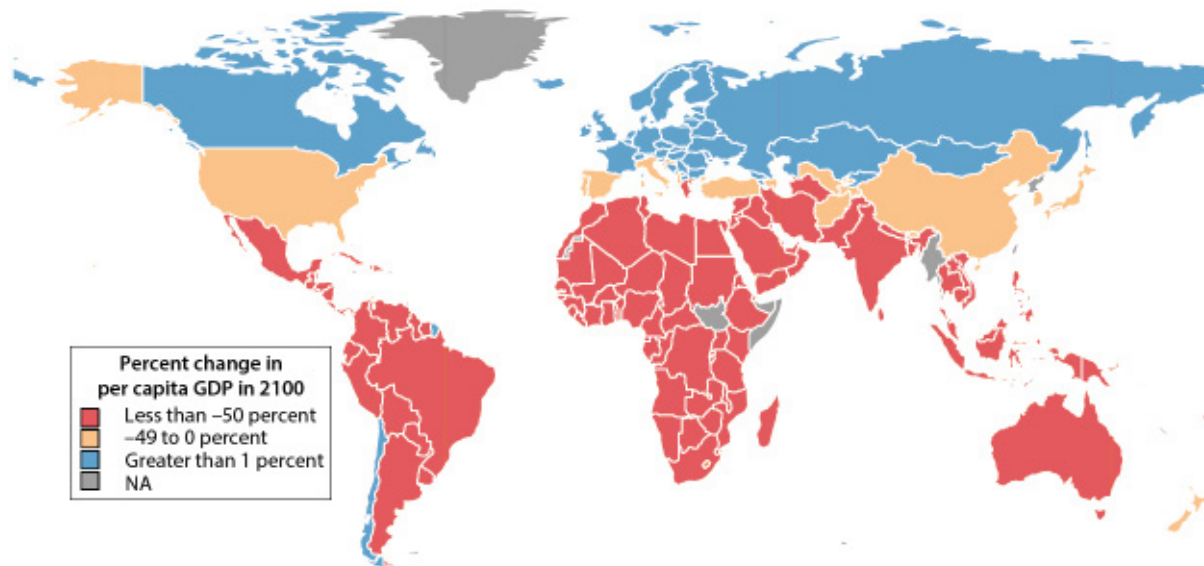 Percent change in
per capita GDP in 2100
Less than –50 percent
–49 to 0 percent
Greater than 1 percent
NA